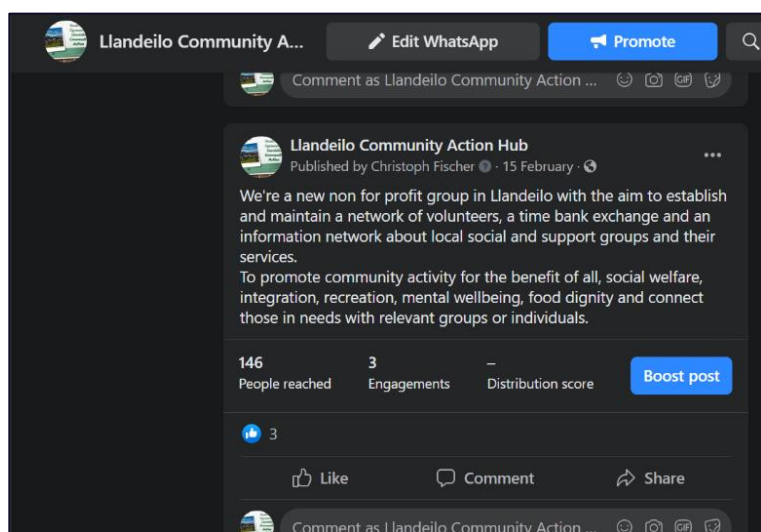 Llandeilo Community A...
Edit WhatsApp
Promote
Comment as Llandeilo Community Action ...
GIF
Llandeilo Community Action Hub
Published by Christoph Fischer · 15 February ·
We're a new non for profit group in Llandeilo with the aim to establish
and maintain a network of volunteers, a time bank exchange and an
information network about local social and support groups and their
services.
To promote community activity for the benefit of all, social welfare,
integration, recreation, mental wellbeing, food dignity and connect
those in needs with relevant groups or individuals.
146 3 –
People reached Engagements Distribution score
Boost post
3
Like Comment Share
Comment as Llandeilo Community Action ...
GIF